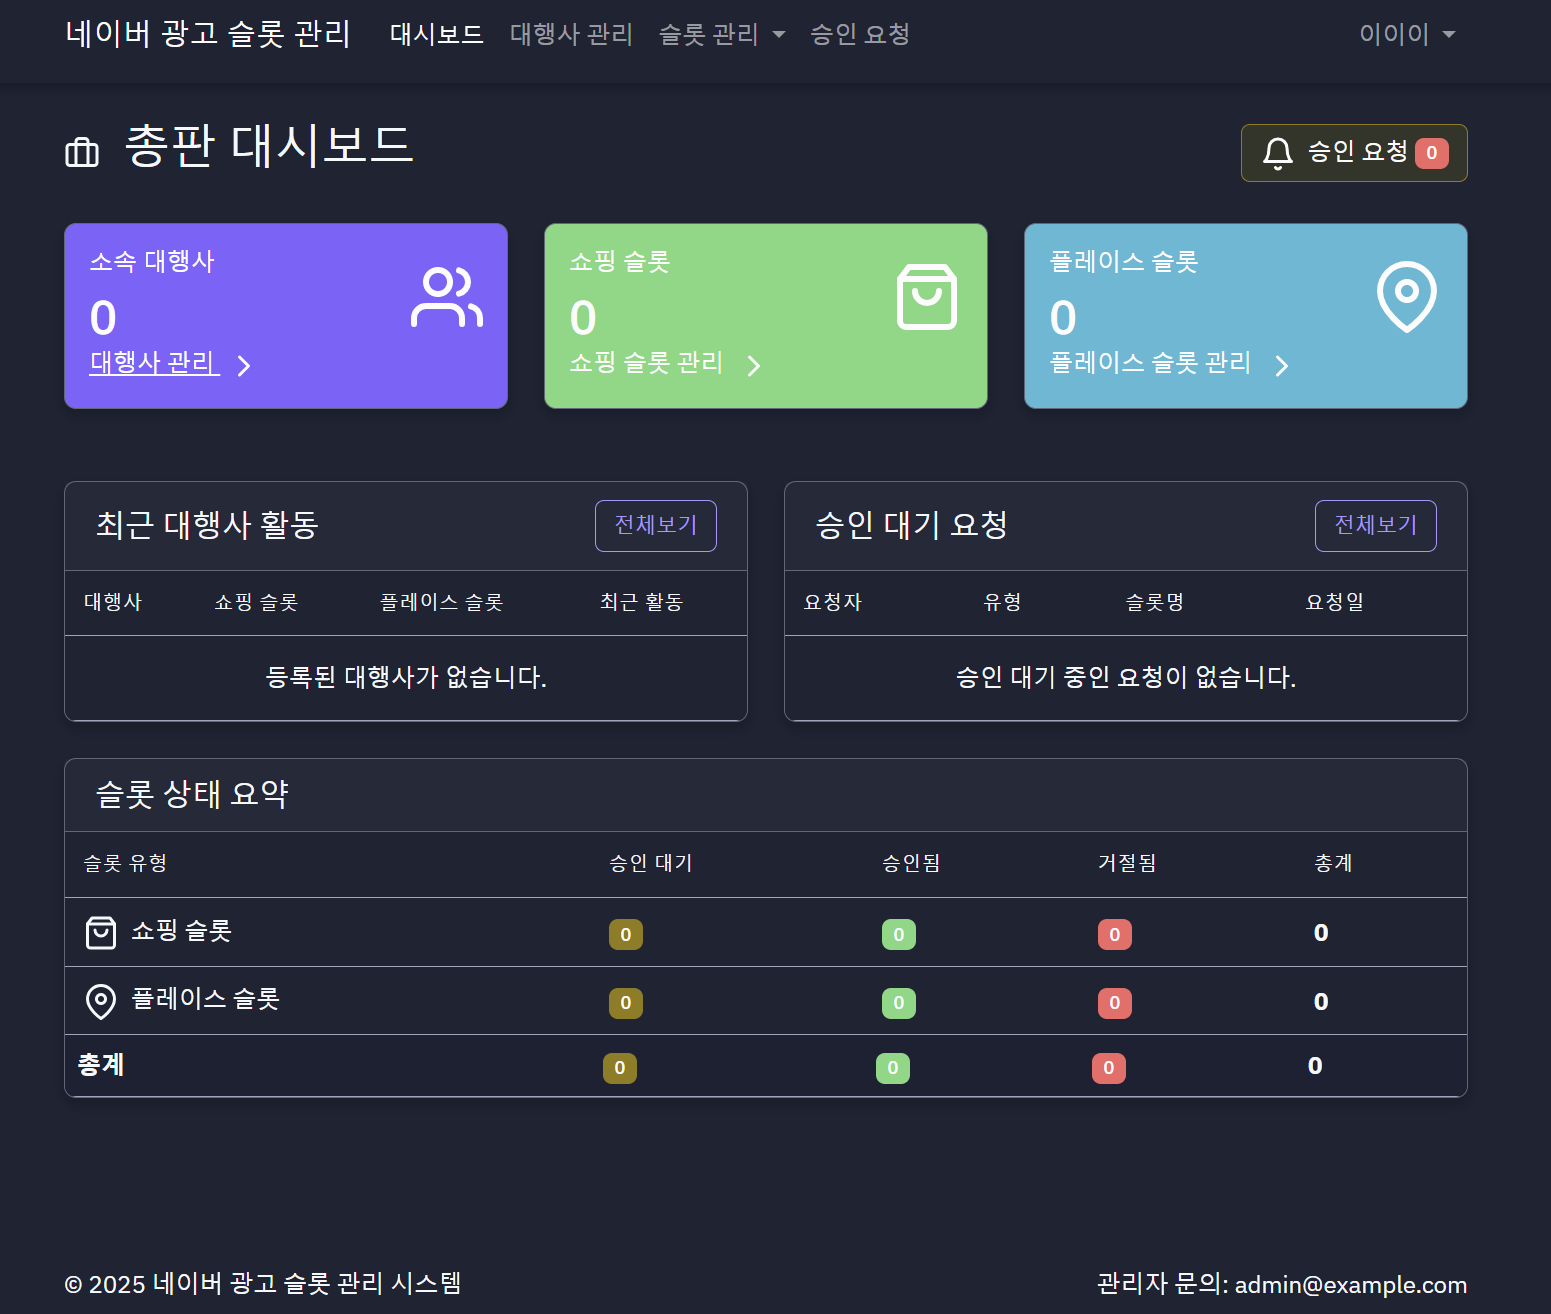 네이버 광고 슬롯 관리 대시보드 대행사 관리 슬롯 관리 승인 요청 이이이
총판 대시보드
승인 요청 0
소속 대행사
0
대행사 관리
쇼핑 슬롯
0
쇼핑 슬롯 관리
플레이스 슬롯
0
플레이스 슬롯 관리
최근 대행사 활동 전체보기
대행사 쇼핑 슬롯 플레이스 슬롯 최근 활동
등록된 대행사가 없습니다.
승인 대기 요청 전체보기
요청자 유형 슬롯명 요청일
승인 대기 중인 요청이 없습니다.
슬롯 상태 요약
슬롯 유형 승인 대기 승인됨 거절됨 총계
쇼핑 슬롯 0 0 0 0
플레이스 슬롯 0 0 0 0
총계 0 0 0 0
© 2025 네이버 광고 슬롯 관리 시스템 관리자 문의: admin@example.com